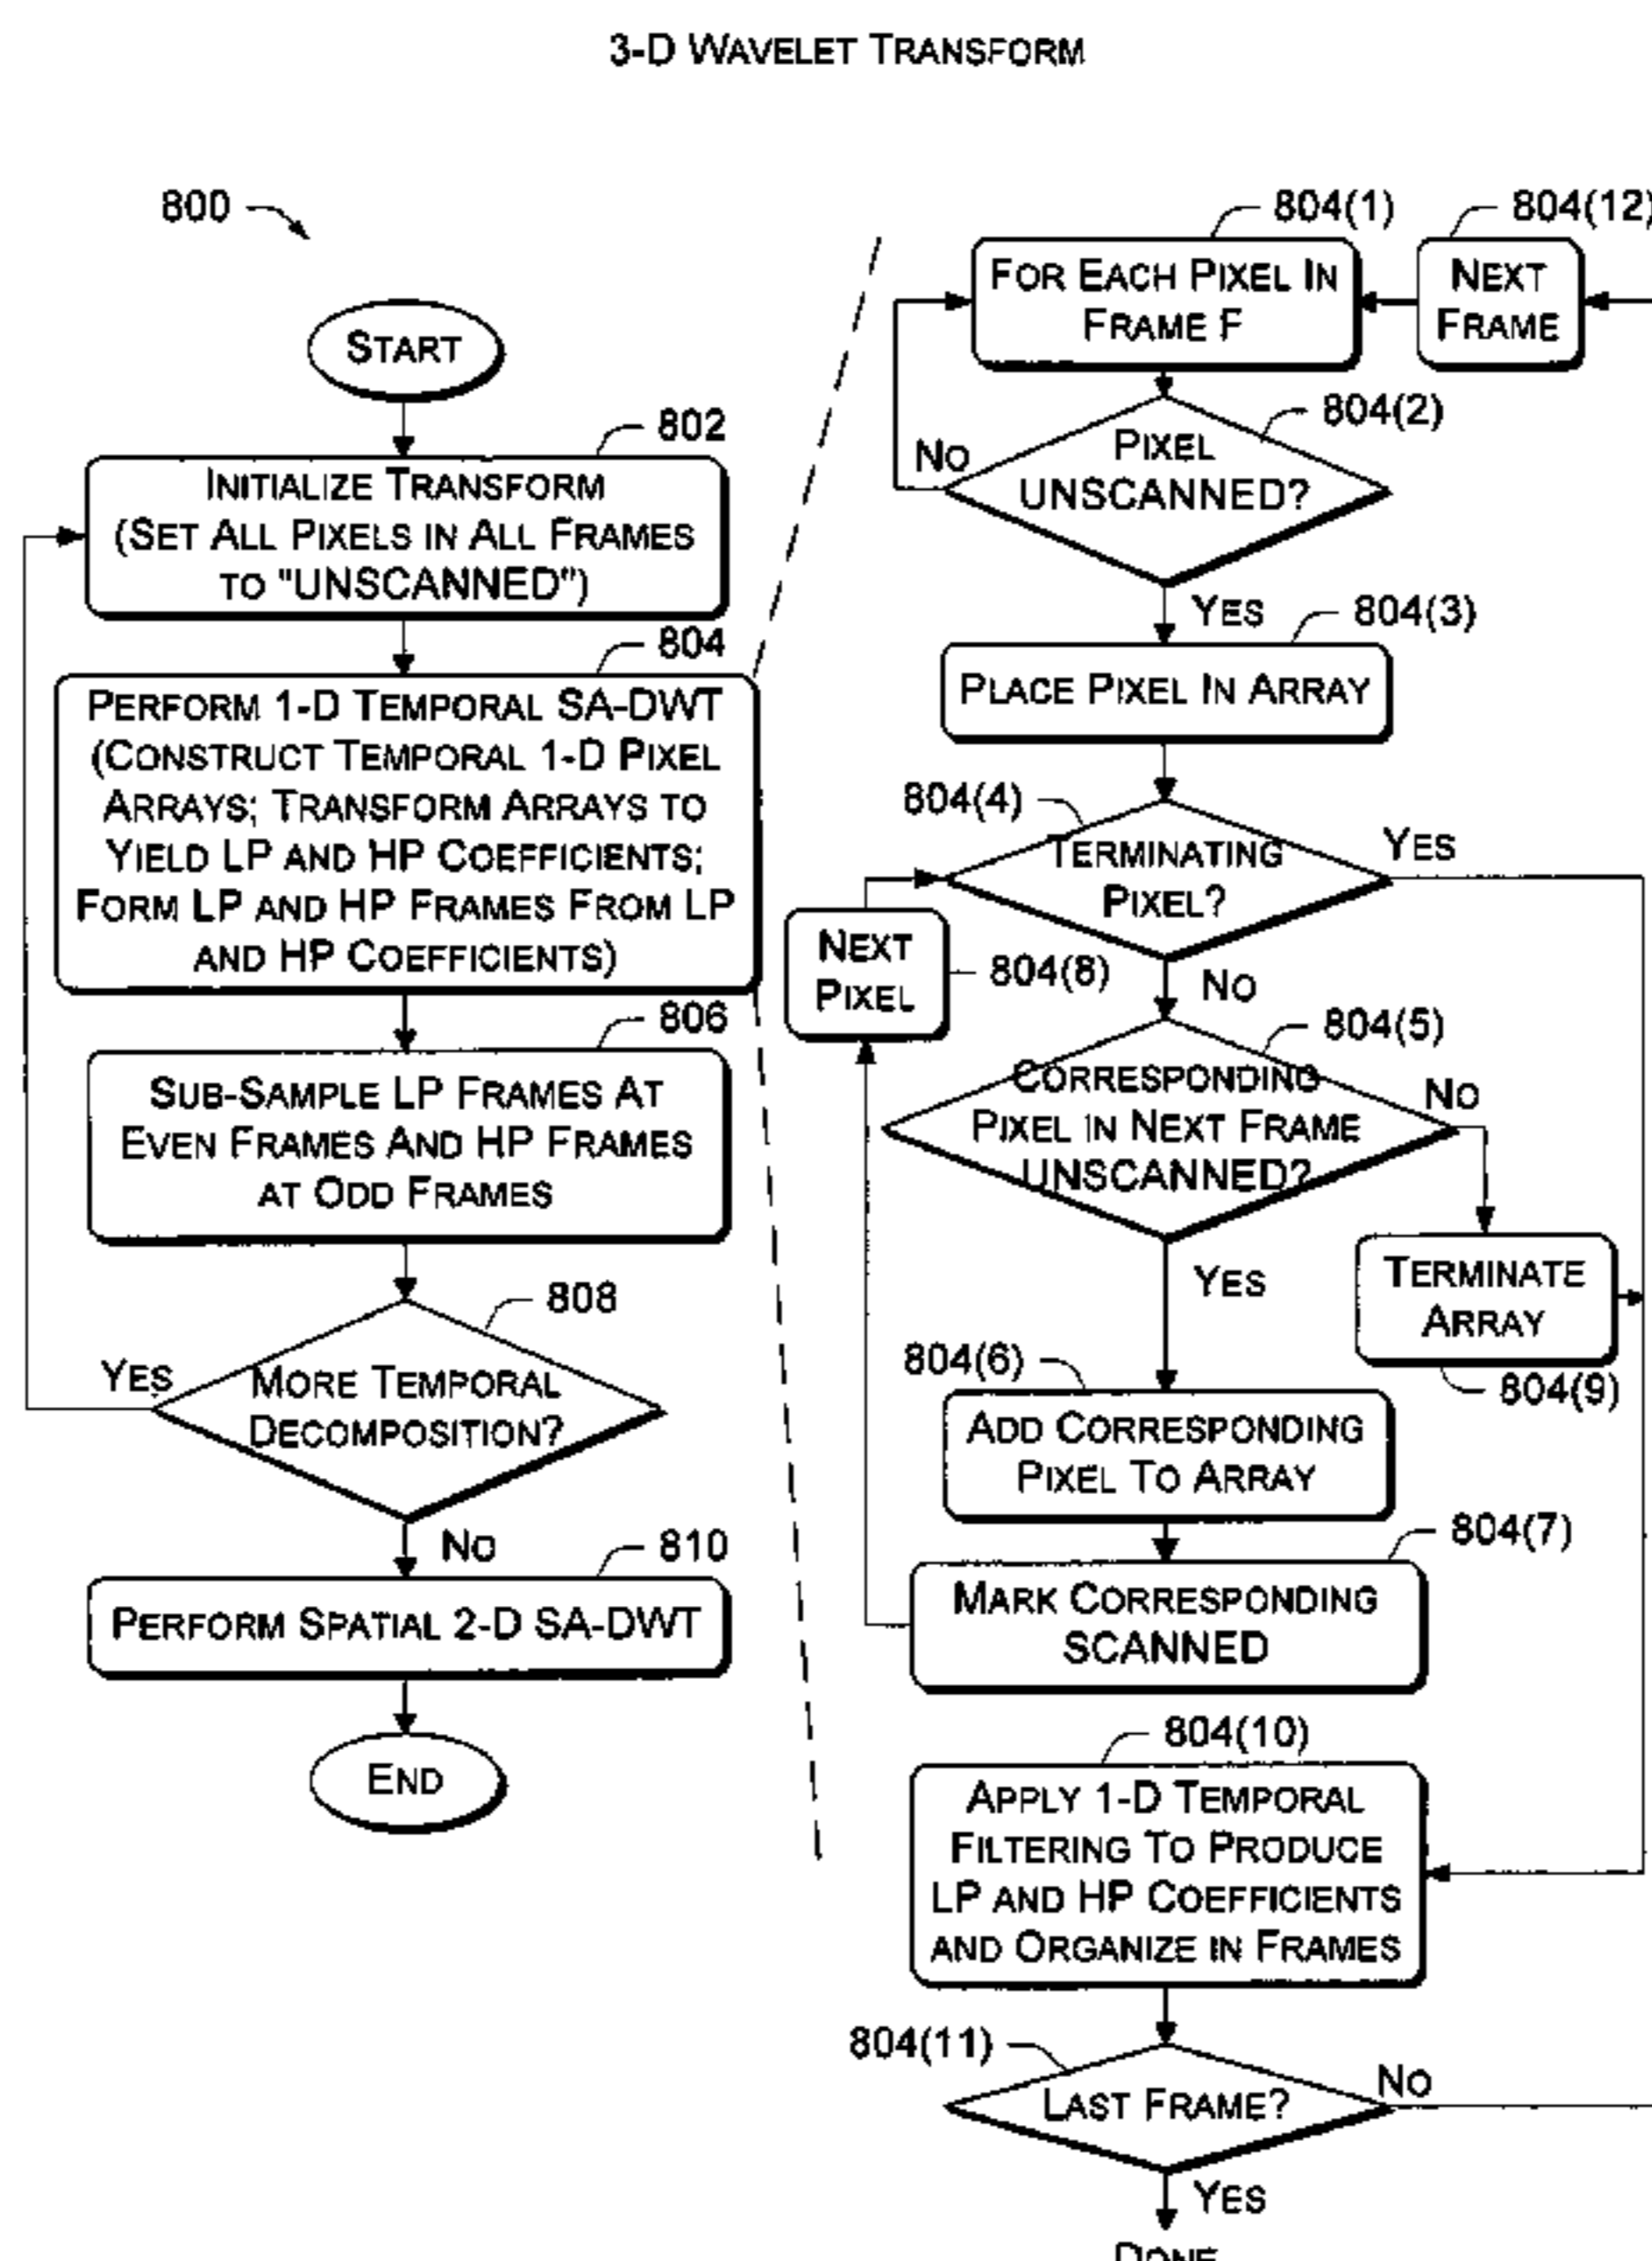 3-D WAVELET TRANSFORM
800
START
802
INITIALIZE TRANSFORM
(SET ALL PIXELS IN ALL FRAMES
TO "UNSCANNED")
804
PERFORM 1-D TEMPORAL SA-DWT
(CONSTRUCT TEMPORAL 1-D PIXEL
ARRAYS; TRANSFORM ARRAYS TO
YIELD LP AND HP COEFFICIENTS;
FORM LP AND HP FRAMES FROM LP
AND HP COEFFICIENTS)
806
SUB-SAMPLE LP FRAMES AT
EVEN FRAMES AND HP FRAMES
AT ODD FRAMES
808
YES
MORE TEMPORAL
DECOMPOSITION?
NO
810
PERFORM SPATIAL 2-D SA-DWT
END
804(1)
FOR EACH PIXEL IN
FRAME F
804(12)
NEXT
FRAME
804(2)
NO
PIXEL
UNSCANNED?
YES
804(3)
PLACE PIXEL IN ARRAY
804(4)
TERMINATING
PIXEL?
YES
NEXT
PIXEL
804(8)
NO
804(5)
CORRESPONDING
PIXEL IN NEXT FRAME
UNSCANNED?
NO
YES
TERMINATE
ARRAY
804(9)
804(6)
ADD CORRESPONDING
PIXEL TO ARRAY
804(7)
MARK CORRESPONDING
SCANNED
804(10)
APPLY 1-D TEMPORAL
FILTERING TO PRODUCE
LP AND HP COEFFICIENTS
AND ORGANIZE IN FRAMES
804(11)
LAST FRAME?
NO
YES
DONE